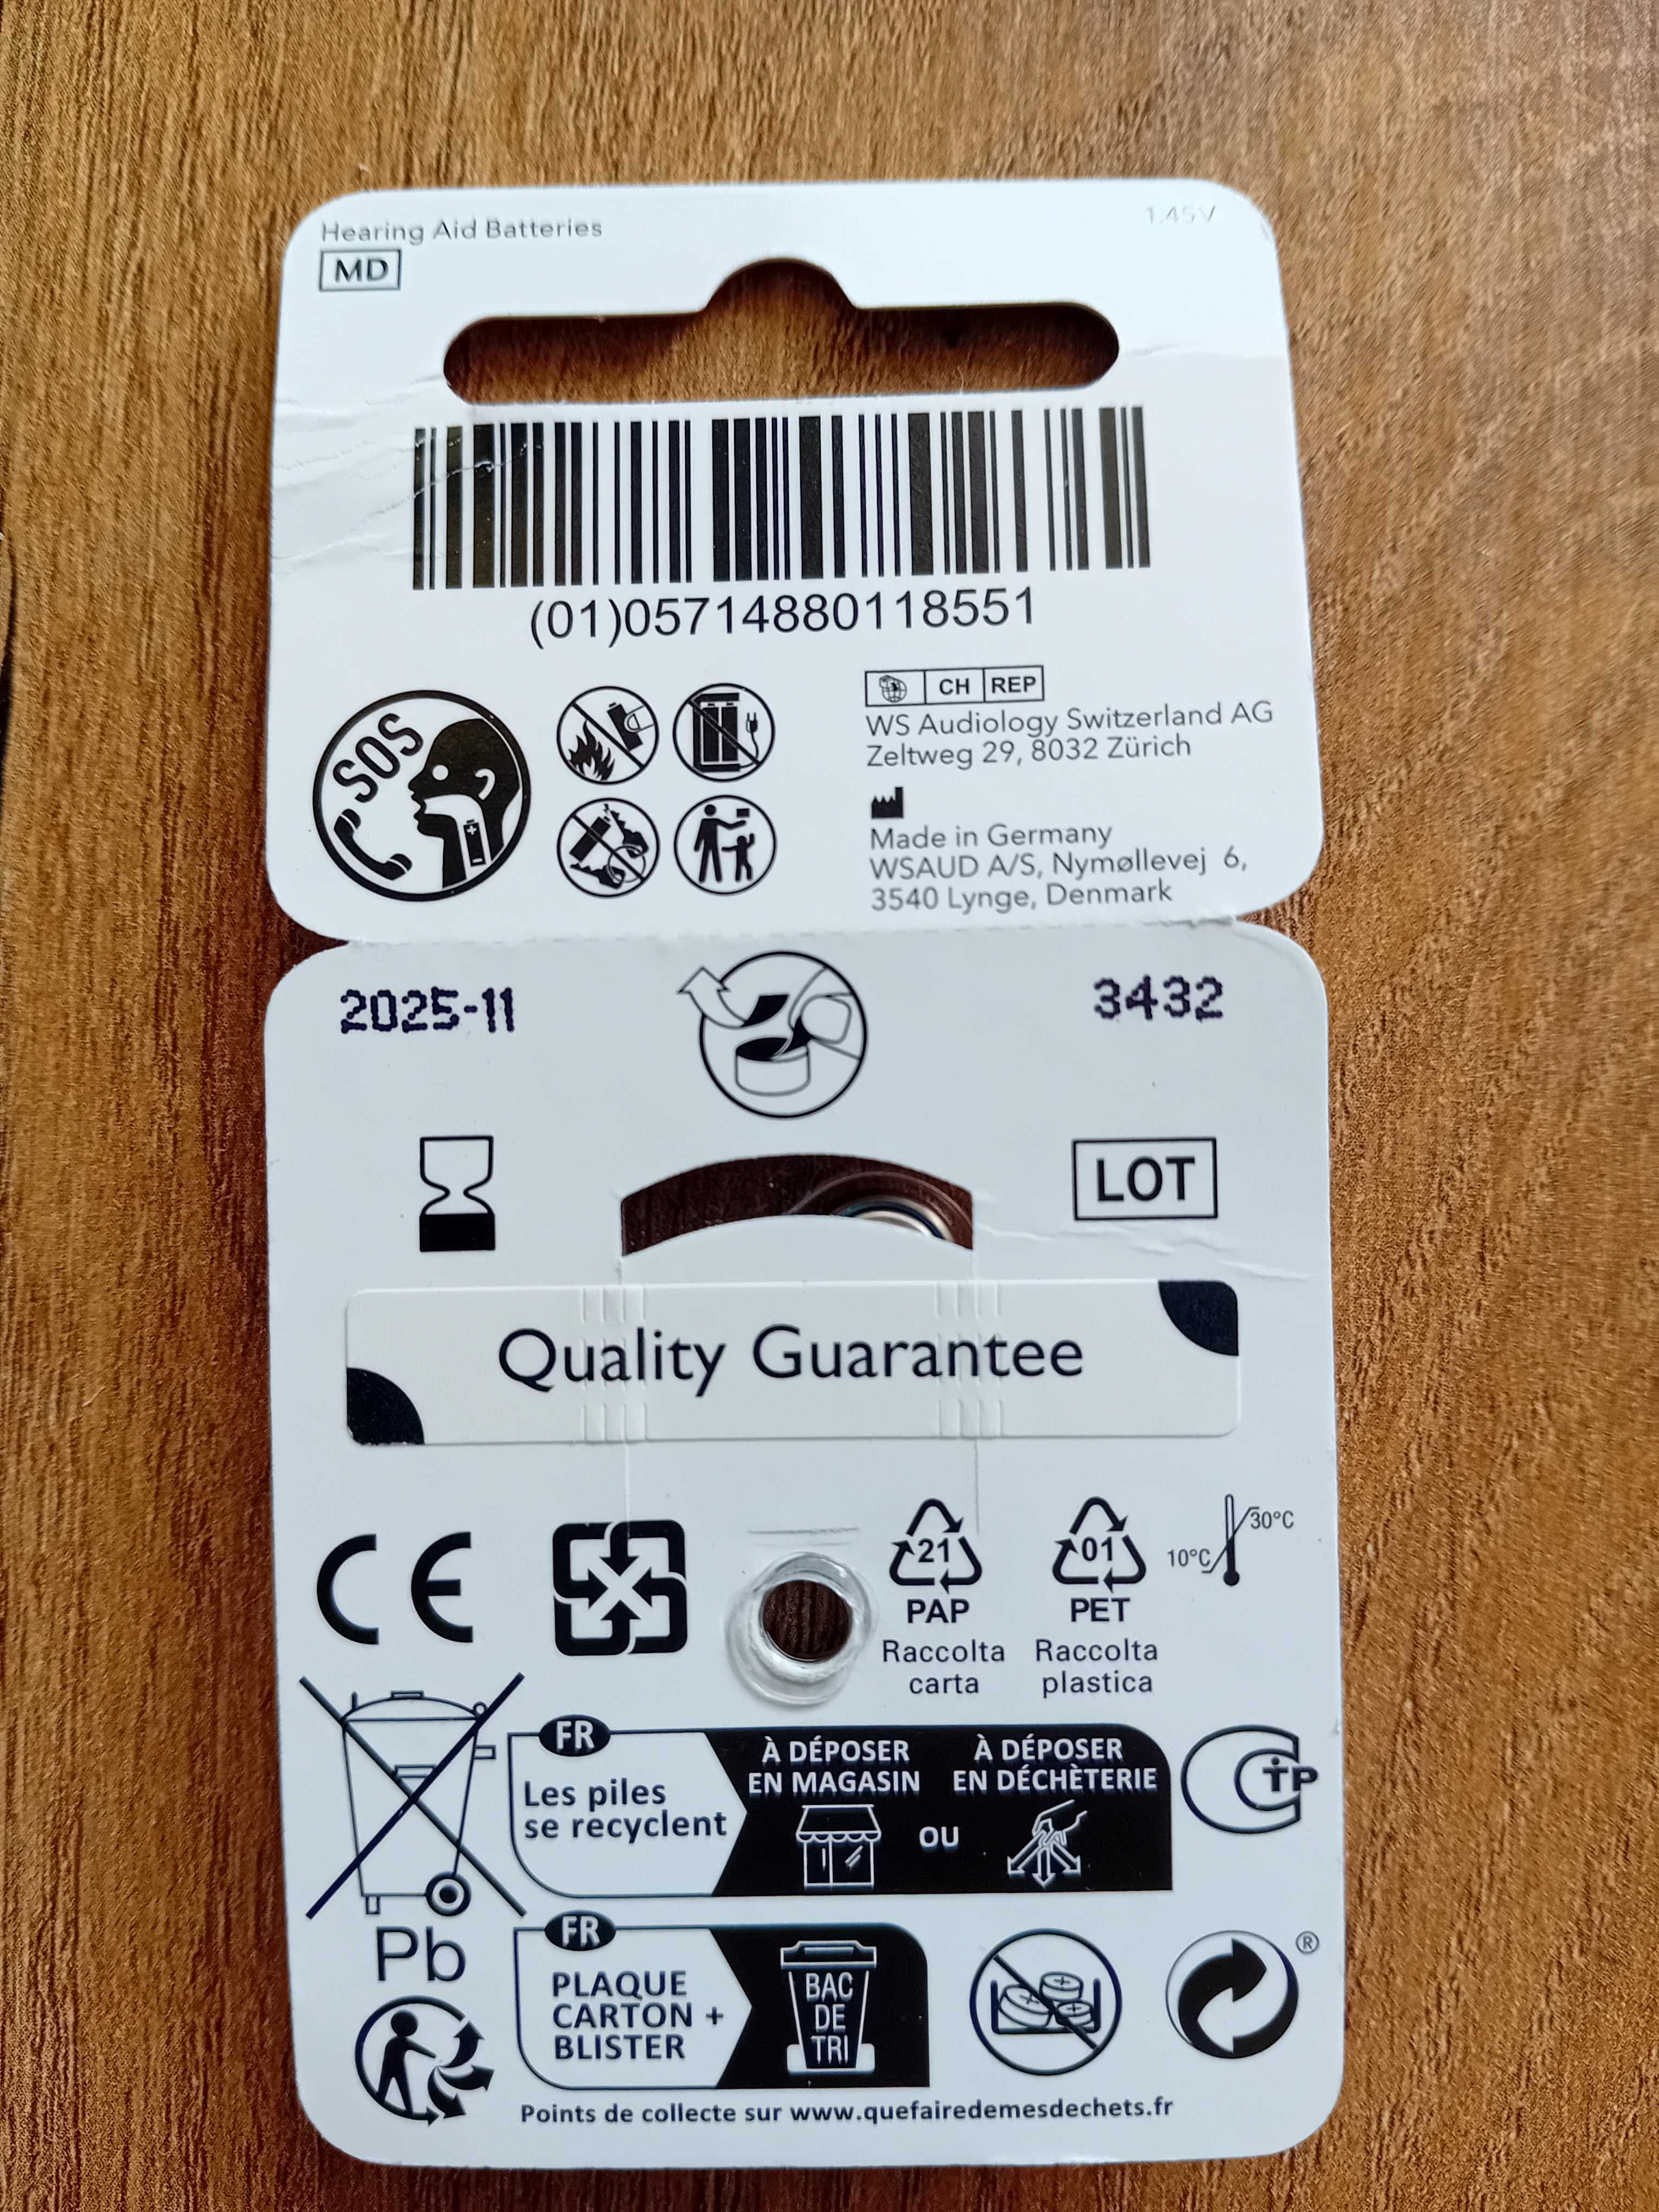 Hearing Aid Batteries
1.45V
MD
(01)05714880118551
SOS
CH REP
WS Audiology Switzerland AG
Zeltweg 29, 8032 Zürich
Made in Germany
WSAUD A/S, Nymøllevej 6,
3540 Lynge, Denmark
2025-11
3432
LOT
Quality Guarantee
CE
21
PAP
Raccolta
carta
01
PET
Raccolta
plastica
10°C
30°C
FR
Les piles
se recyclent
À DÉPOSER
EN MAGASIN
OU
À DÉPOSER
EN DÉCHÈTERIE
СTP
Pb
FR
PLAQUE
CARTON +
BLISTER
BAC
DE
TRI
®
Points de collecte sur www.quefairedemesdechets.fr